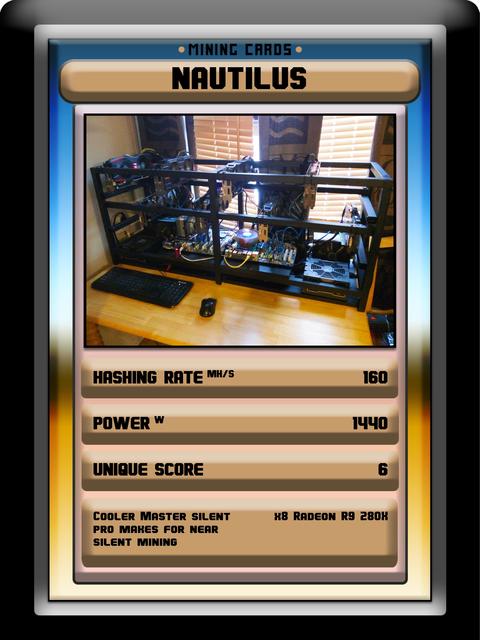 • MINING CARDS •
NAUTILUS
HASHING RATE MH/S 160
POWER W 1440
UNIQUE SCORE 6
COOLER MASTER SILENT X8 RADEON R9 280X
PRO MAKES FOR NEAR
SILENT MINING